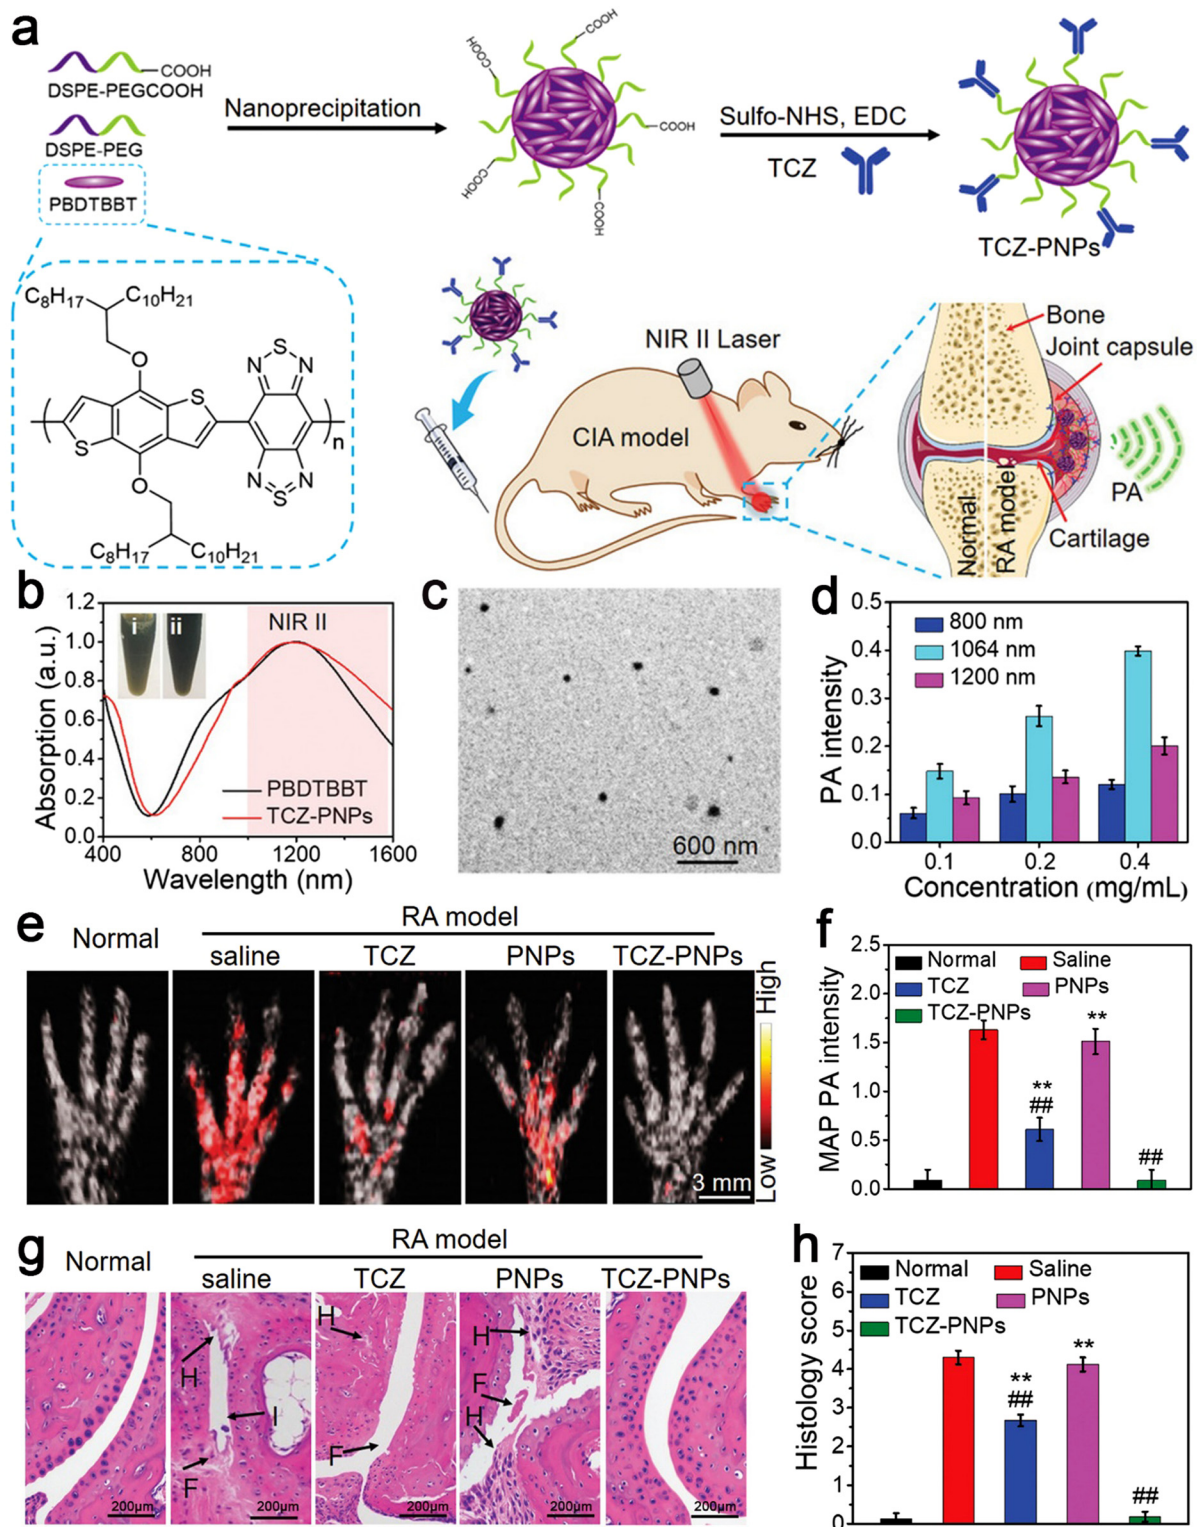 a
COOH
DSPE-PEGCOOH
DSPE-PEG
PBDTBBT
Nanoprecipitation
COOH
COOH
COOH
COOH
COOH
Sulfo-NHS, EDC
TCZ
TCZ-PNPs
C8H17
C10H21
O
S
S
N
S
N
N
S
N
n
O
C8H17
C10H21
NIR II Laser
CIA model
Bone
Joint capsule
Normal
RA model
PA
Cartilage
b
Absorption (a.u.)
1.2
1.0
0.8
0.6
0.4
0.2
0.0
i
ii
NIR II
PBDTBBT
TCZ-PNPs
400
800
1200
1600
Wavelength (nm)
c
600 nm
d
PA intensity
0.5
0.4
0.3
0.2
0.1
0.0
800 nm
1064 nm
1200 nm
0.1
0.2
0.4
Concentration (mg/mL)
e
Normal
RA model
saline
TCZ
PNPs
TCZ-PNPs
High
Low
3 mm
f
MAP PA intensity
2.5
2.0
1.5
1.0
0.5
0.0
Normal
Saline
TCZ
PNPs
TCZ-PNPs
**
##
**
##
g
Normal
RA model
saline
TCZ
PNPs
TCZ-PNPs
H
I
F
H
F
H
F
H
200μm
200μm
200μm
200μm
200μm
h
Histology score
7
6
5
4
3
2
1
0
Normal
Saline
TCZ
PNPs
TCZ-PNPs
**
##
**
##